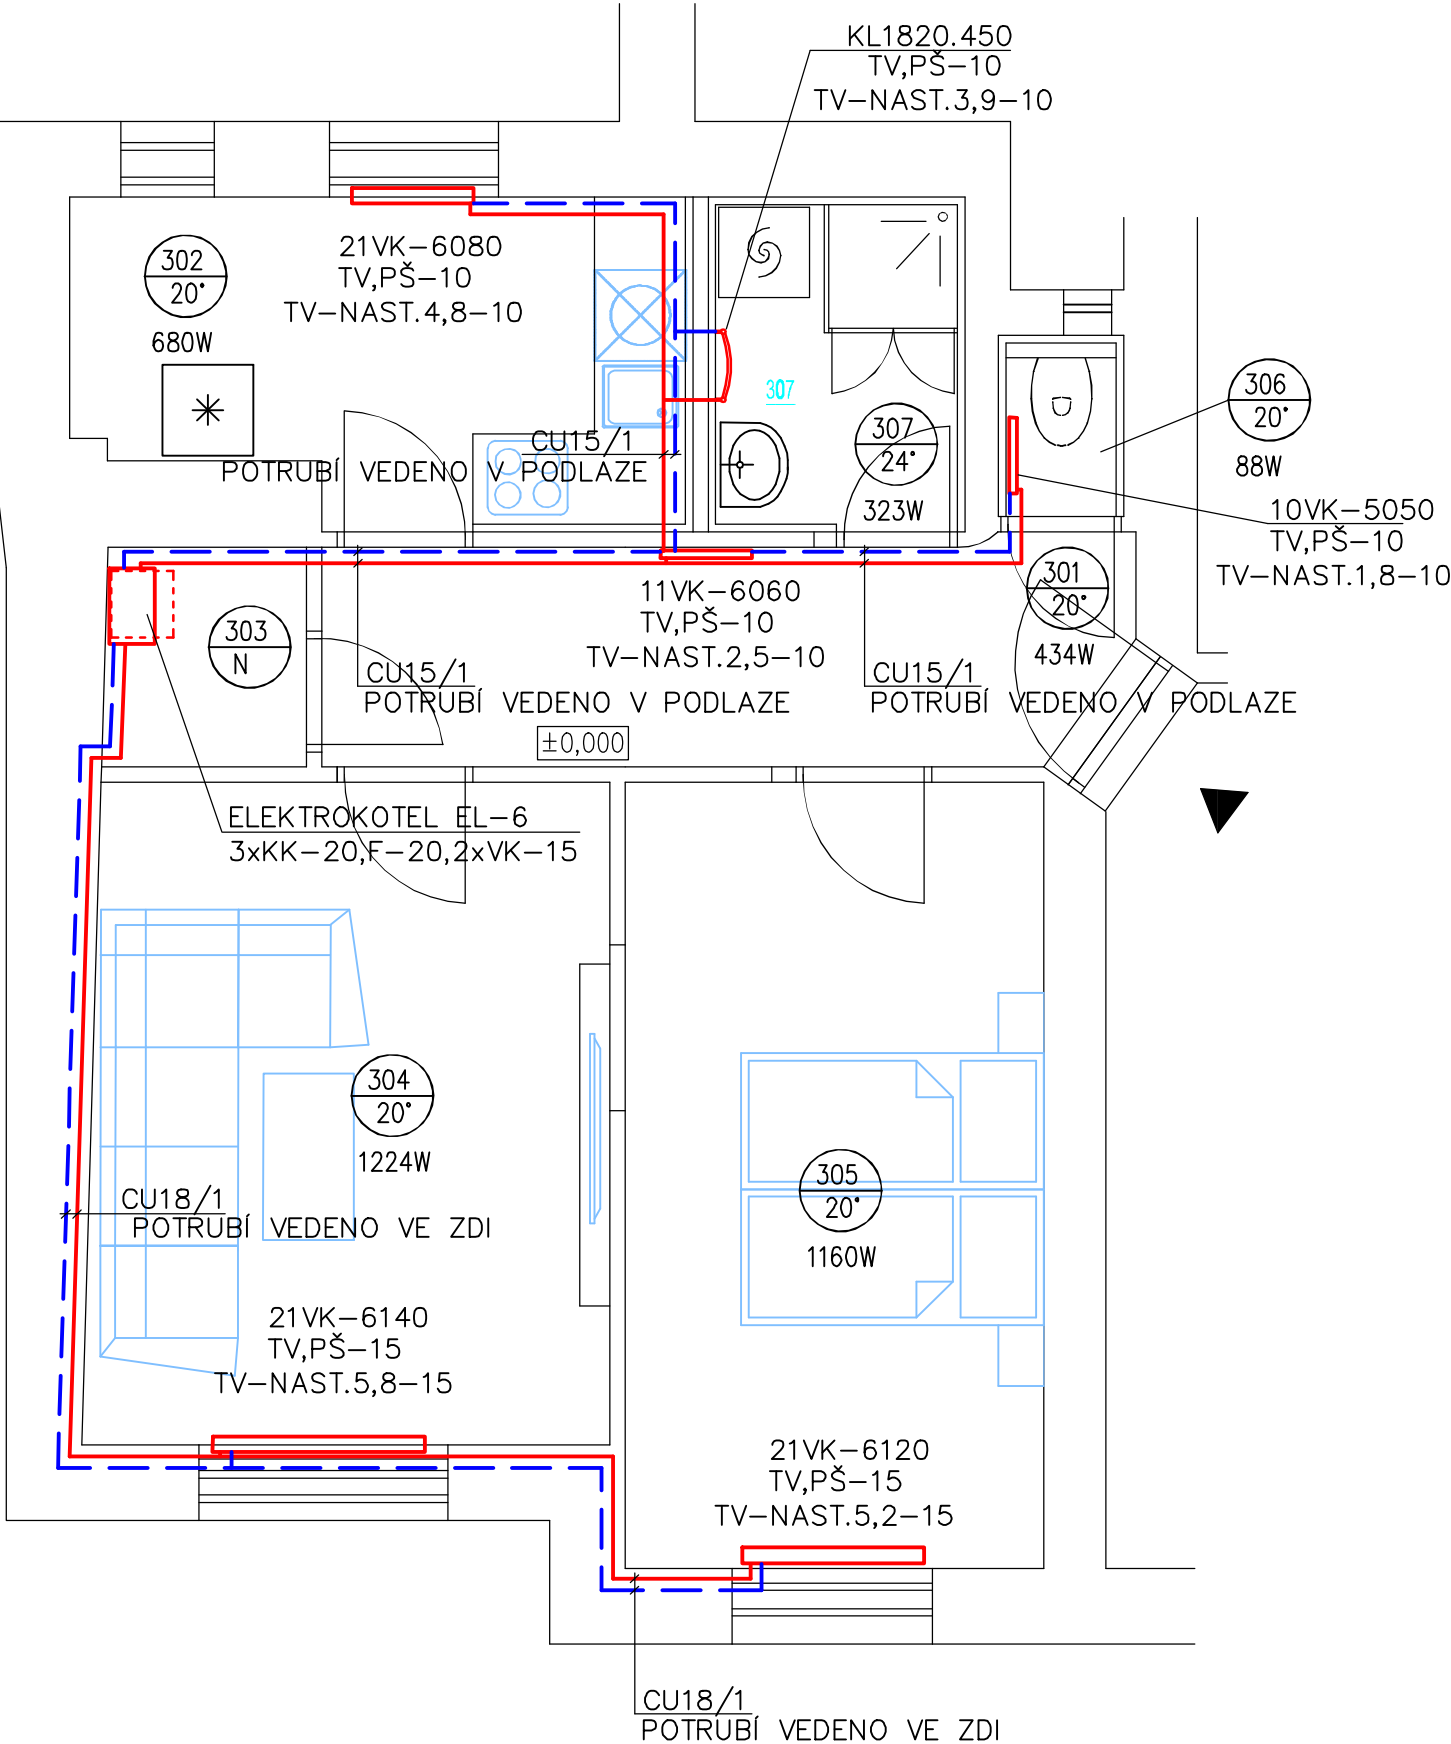 KL1820.450
TV,PŠ-10
TV-NAST.3,9-10
302
20°
680W
21VK-6080
TV,PŠ-10
TV-NAST.4,8-10
307
307
24°
323W
306
20°
88W
CU15/1
POTRUBÍ VEDENO V PODLAZE
10VK-5050
TV,PŠ-10
TV-NAST.1,8-10
301
20°
434W
303
N
11VK-6060
TV,PŠ-10
TV-NAST.2,5-10
CU15/1
POTRUBÍ VEDENO V PODLAZE
CU15/1
POTRUBÍ VEDENO V PODLAZE
±0,000
ELEKTROKOTEL EL-6
3xKK-20,F-20,2xVK-15
304
20°
1224W
305
20°
1160W
CU18/1
POTRUBÍ VEDENO VE ZDI
21VK-6140
TV,PŠ-15
TV-NAST.5,8-15
21VK-6120
TV,PŠ-15
TV-NAST.5,2-15
CU18/1
POTRUBÍ VEDENO VE ZDI